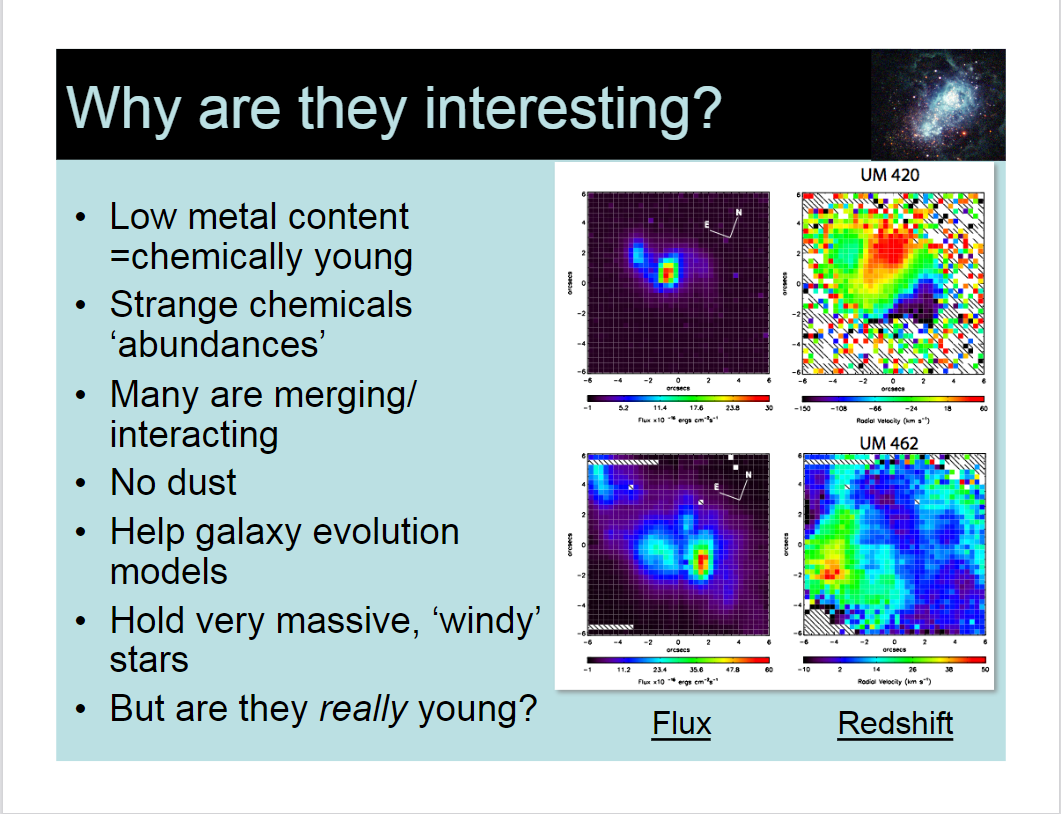 Why are they interesting?
• Low metal content
=chemically young
• Strange chemicals
‘abundances’
• Many are merging/
interacting
• No dust
• Help galaxy evolution
models
• Hold very massive, ‘windy’
stars
• But are they really young?
UM 420
6
4
2
0
−2
−4
−6
arcsecs
N
E
−6 −4 −2 0 2 4 6
arcsecs
−1 5.2 11.4 17.6 23.8 30
Flux x10 ⁻¹⁶ ergs cm⁻²s⁻¹
6
4
2
0
−2
−4
−6
arcsecs
−6 −4 −2 0 2 4 6
arcsecs
−150 −108 −66 −24 18 60
Radial Velocity (km s⁻¹)
UM 462
6
4
2
0
−2
−4
−6
arcsecs
N
E
−6 −4 −2 0 2 4 6
arcsecs
−1 11.2 23.4 35.6 47.8 60
Flux x10 ⁻¹⁶ ergs cm⁻²s⁻¹
6
4
2
0
−2
−4
−6
arcsecs
−6 −4 −2 0 2 4 6
arcsecs
−10 2 14 26 38 50
Radial Velocity (km s⁻¹)
Flux
Redshift